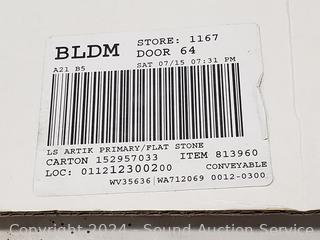 BLDM STORE: 1167
DOOR 64
A21 B5 SAT 07/15 07:31 PM
LS ARTIK PRIMARY/FLAT STONE
CARTON 152957033 ITEM 813960
LOC: 011212300200 CONVEYABLE
WV35636 WA712069 0012-0300
Copyright 2024 Sound Auction Service